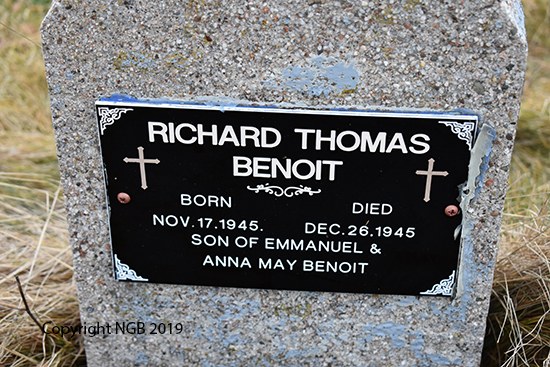 RICHARD THOMAS
BENOIT
BORN DIED
NOV.17.1945. DEC.26.1945
SON OF EMMANUEL &
ANNA MAY BENOIT
Copyright NGB 2019